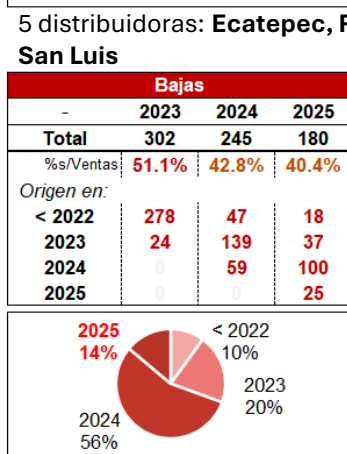 5 distribuidoras: Ecatepec,
San Luis
Bajas
- 2023 2024 2025
Total 302 245 180
%s/Ventas 51.1% 42.8% 40.4%
Origen en:
< 2022 278 47 18
2023 24 139 37
2024 0 59 100
2025 0 0 25
2025
14%
< 2022
10%
2023
20%
2024
56%